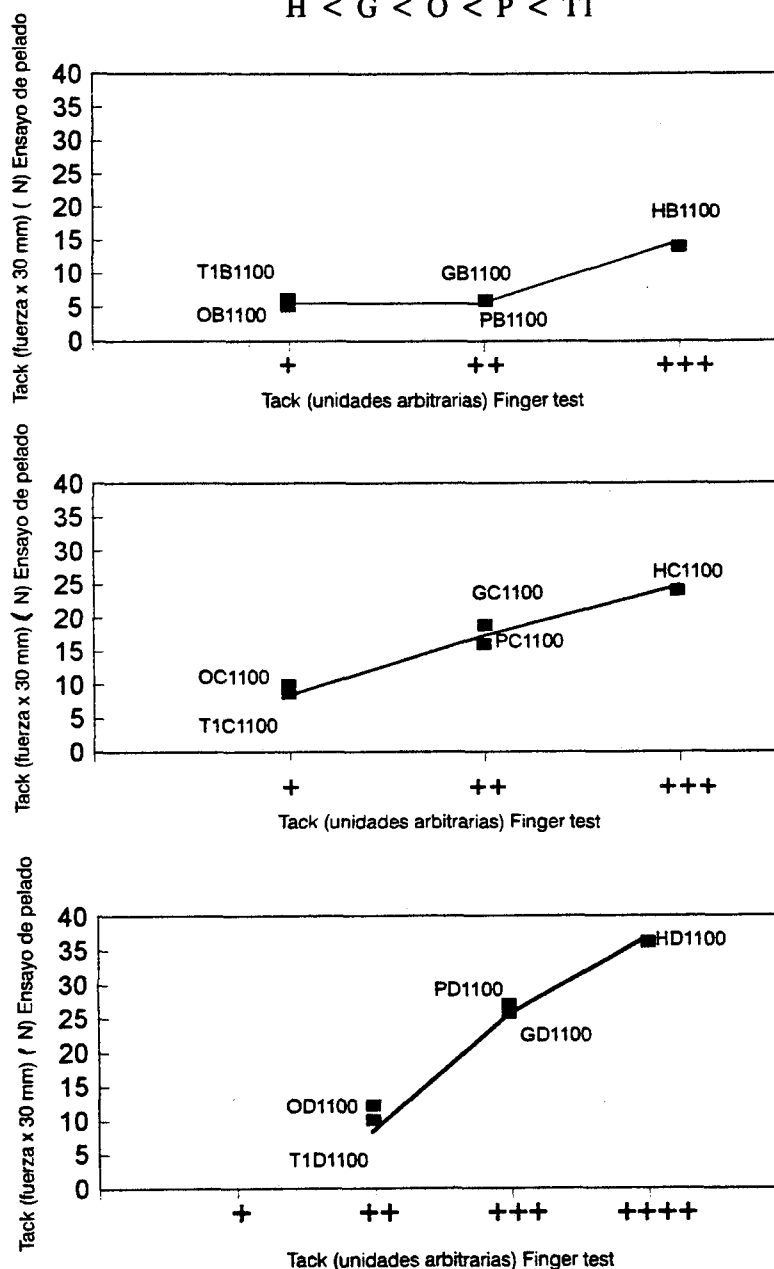 H < G < O < P < T1
Tack (fuerza x 30 mm) ( N) Ensayo de pelado
40
35
30
25
20
15
10
5
0
T1B1100
OB1100
GB1100
PB1100
HB1100
+ ++ +++
Tack (unidades arbitrarias) Finger test
Tack (fuerza x 30 mm) ( N) Ensayo de pelado
40
35
30
25
20
15
10
5
0
OC1100
T1C1100
GC1100
PC1100
HC1100
+ ++ +++
Tack (unidades arbitrarias) Finger test
Tack (fuerza x 30 mm) ( N) Ensayo de pelado
40
35
30
25
20
15
10
5
0
OD1100
T1D1100
PD1100
GD1100
HD1100
+ ++ +++ ++++
Tack (unidades arbitrarias) Finger test